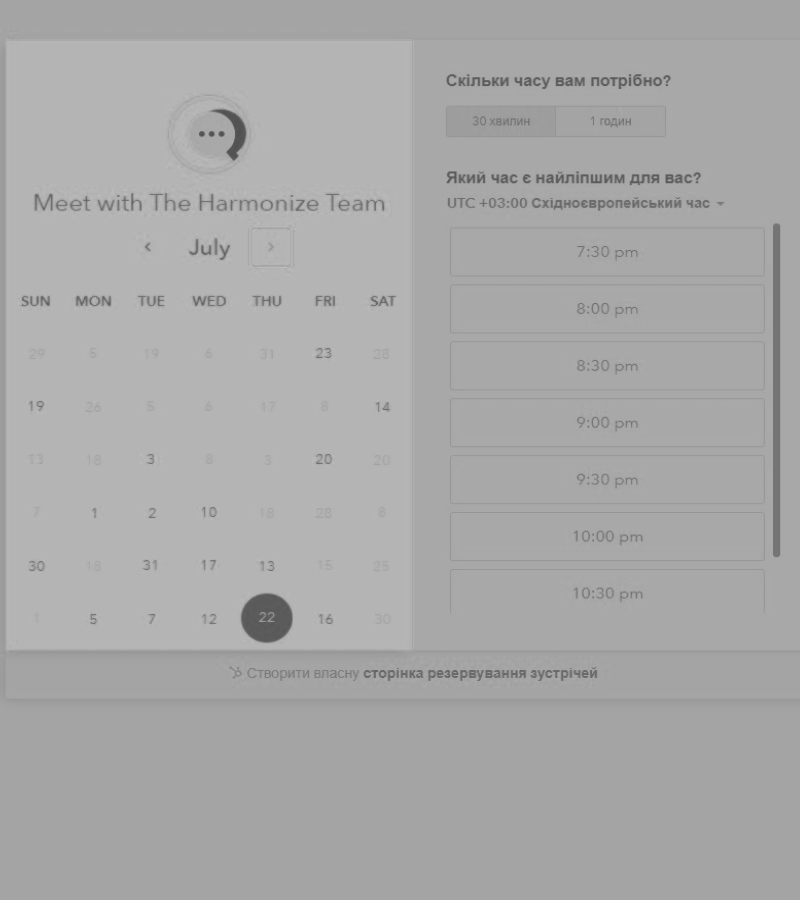 Meet with The Harmonize Team
July
SUN MON TUE WED THU FRI SAT
29 5 19 6 31 23 28
19 26 5 6 17 8 14
13 18 3 8 3 20 20
7 1 2 10 18 28 8
30 18 31 17 13 15 25
1 5 7 12 22 16 30
Скільки часу вам потрібно?
30 хвилин 1 годин
Який час є найліпшим для вас?
UTC +03:00 Східноєвропейський час
7:30 pm
8:00 pm
8:30 pm
9:00 pm
9:30 pm
10:00 pm
10:30 pm
Створити власну сторінка резервування зустрічей